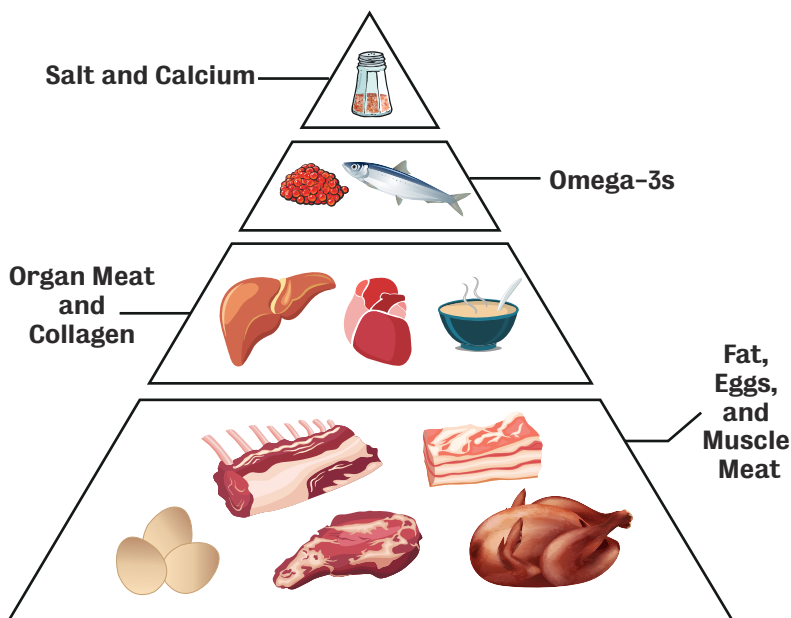 Salt and Calcium
Omega-3s
Organ Meat
and
Collagen
Fat,
Eggs,
and
Muscle
Meat